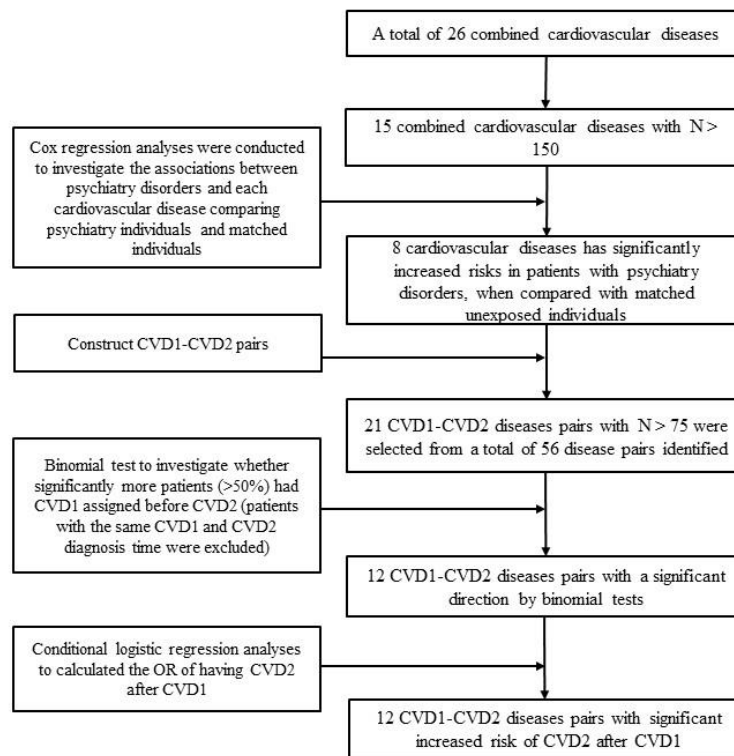 A total of 26 combined cardiovascular diseases
15 combined cardiovascular diseases with N >
150
Cox regression analyses were conducted
to investigate the associations between
psychiatry disorders and each
cardiovascular disease comparing
psychiatry individuals and matched
individuals
8 cardiovascular diseases has significantly
increased risks in patients with psychiatry
disorders, when compared with matched
unexposed individuals
Construct CVD1-CVD2 pairs
21 CVD1-CVD2 diseases pairs with N > 75 were
selected from a total of 56 disease pairs identified
Binomial test to investigate whether
significantly more patients (>50%) had
CVD1 assigned before CVD2 (patients
with the same CVD1 and CVD2
diagnosis time were excluded)
12 CVD1-CVD2 diseases pairs with a significant
direction by binomial tests
Conditional logistic regression analyses
to calculated the OR of having CVD2
after CVD1
12 CVD1-CVD2 diseases pairs with significant
increased risk of CVD2 after CVD1